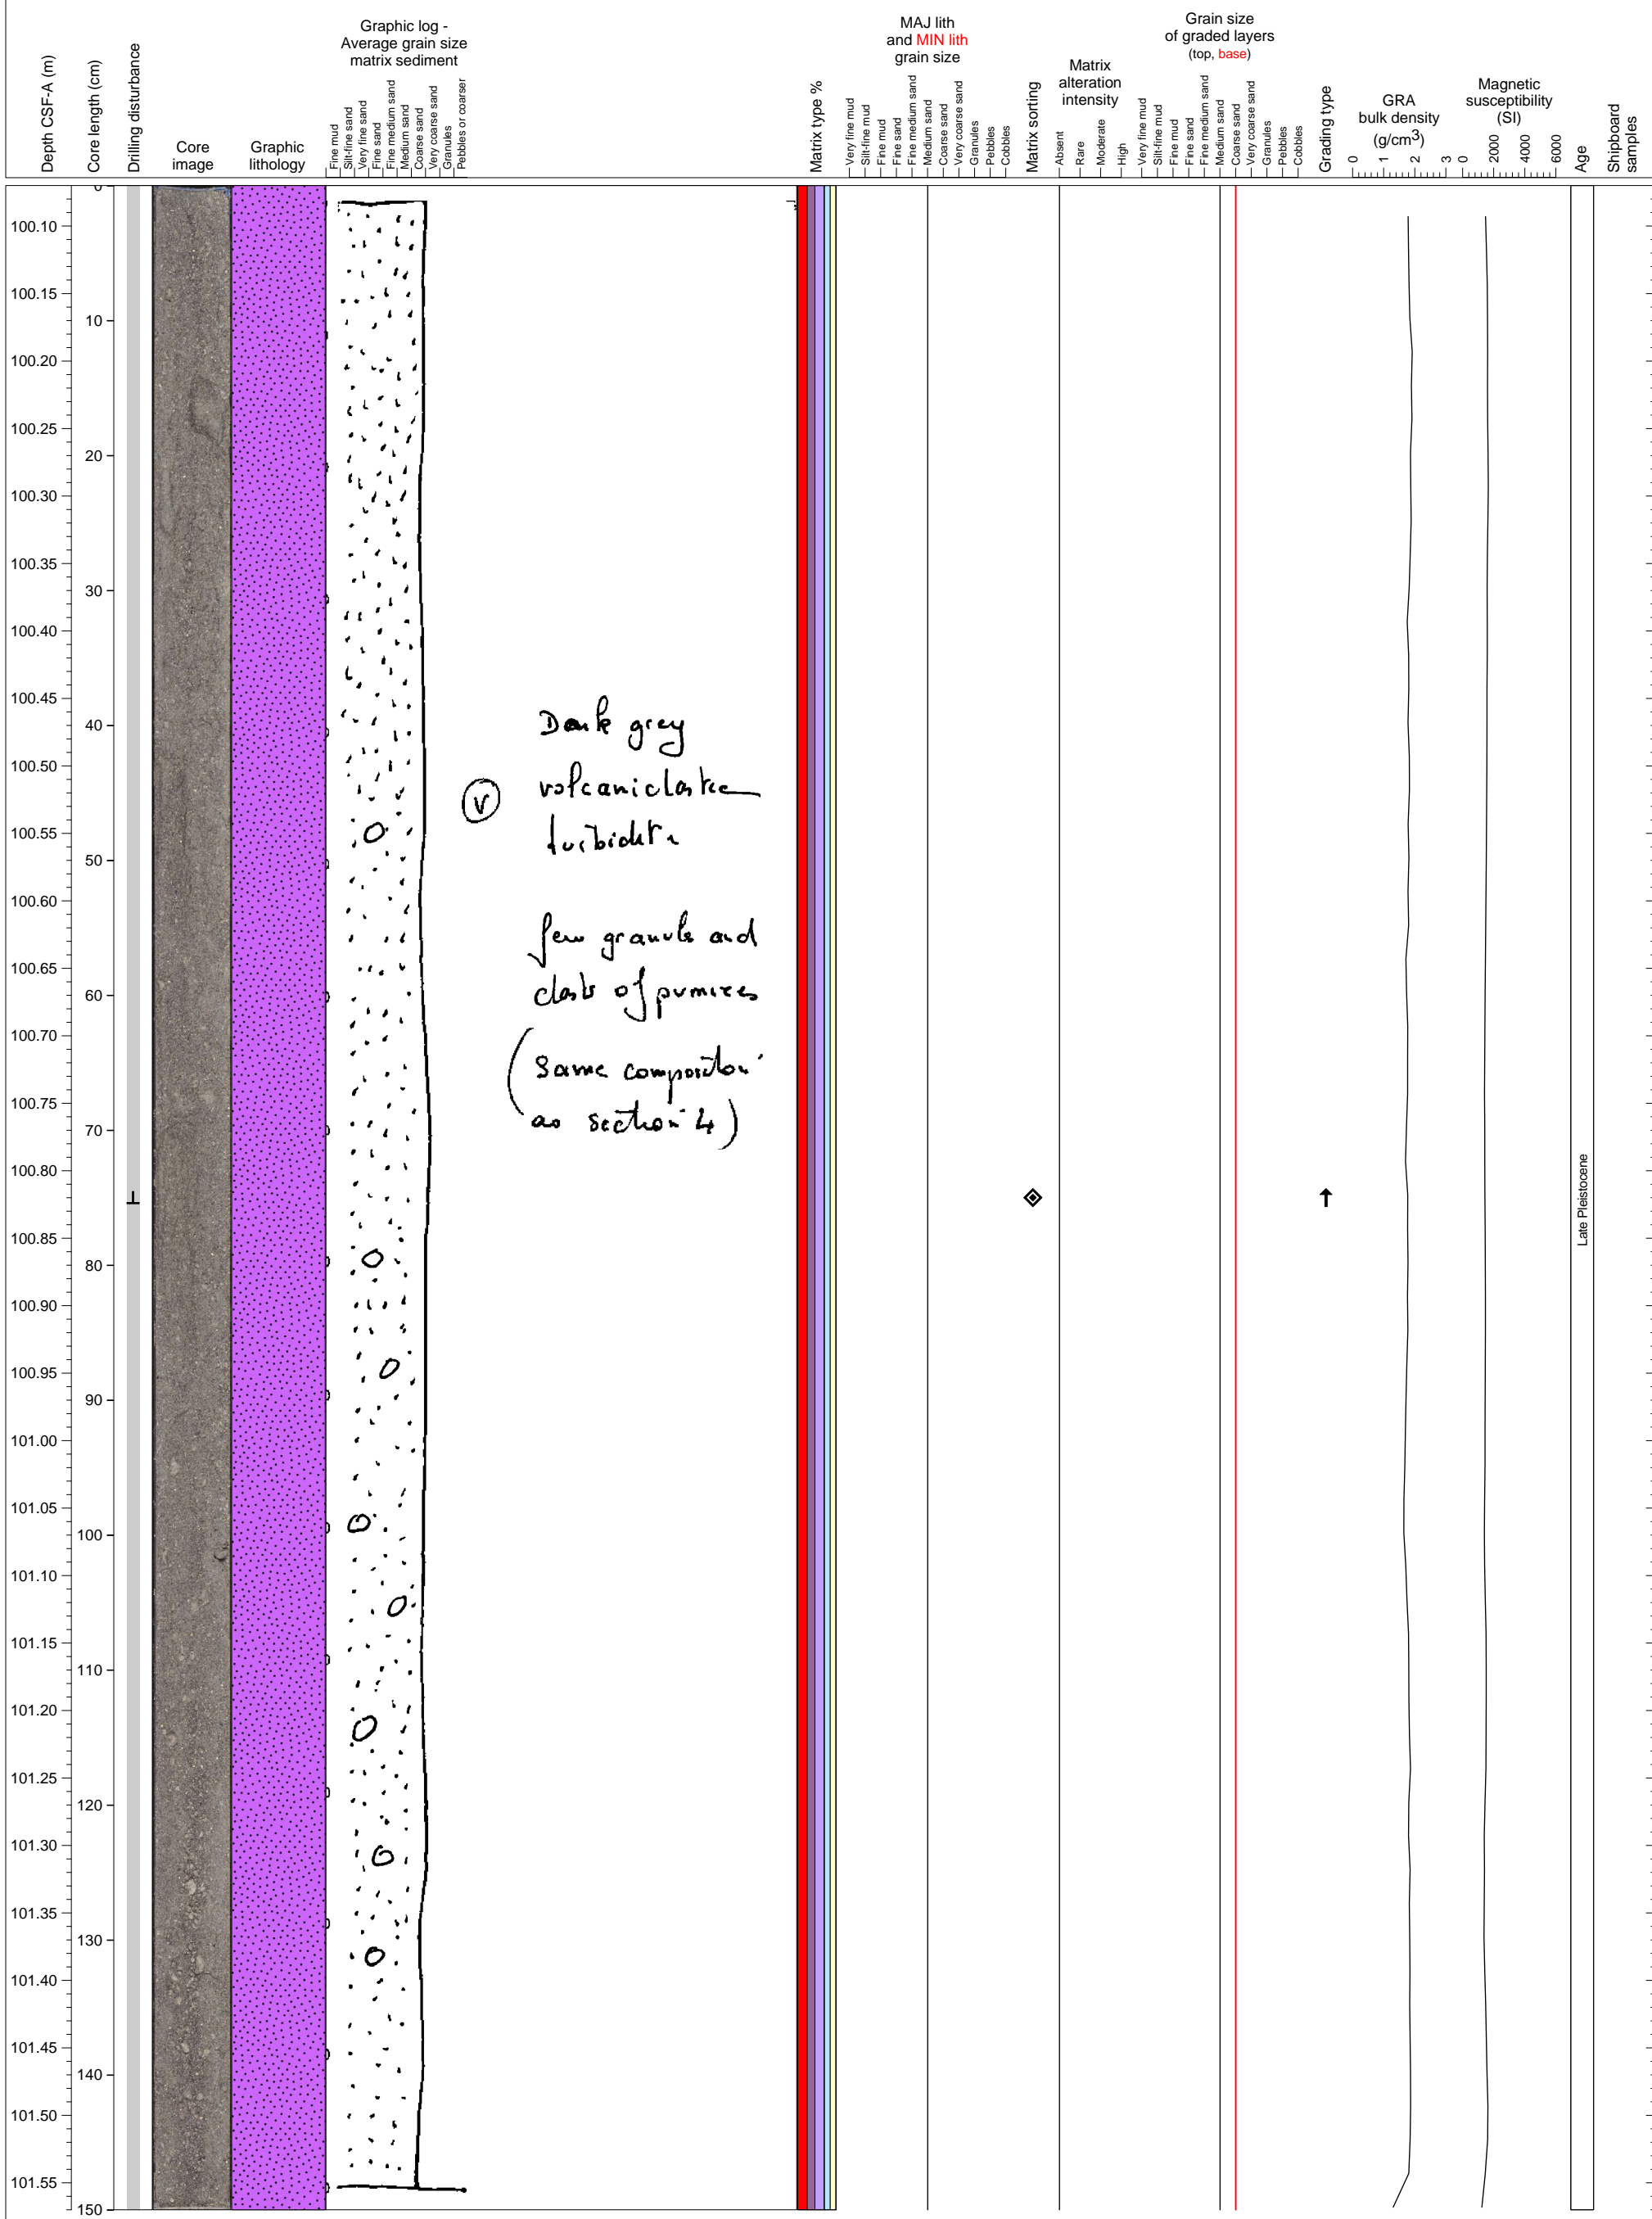 Graphic log -
Average grain size
matrix sediment
MAJ lith
and MIN lith
grain size
Grain size
of graded layers
(top, base)
Matrix
alteration
intensity
GRA
bulk density
(g/cm3)
Magnetic
susceptibility
(SI)
Depth CSF-A (m)
Core length (cm)
Drilling disturbance
Core
image
Graphic
lithology
Fine mud
Silt-fine sand
Very fine sand
Fine sand
Fine medium sand
Medium sand
Coarse sand
Very coarse sand
Granules
Pebbles or coarser
Matrix type %
Very fine mud
Silt-fine mud
Fine mud
Fine sand
Fine medium sand
Medium sand
Coarse sand
Very coarse sand
Granules
Pebbles
Cobbles
Matrix sorting
Absent
Rare
Moderate
High
Very fine mud
Silt-fine mud
Fine mud
Fine sand
Fine medium sand
Medium sand
Coarse sand
Very coarse sand
Granules
Pebbles
Cobbles
Grading type
0 1 2 3
0 2000 4000 6000
Age
Shipboard
samples
0
100.10
100.15
10
100.20
100.25
20
100.30
100.35
30
100.40
100.45
40
100.50
100.55
50
100.60
100.65
60
100.70
100.75
70
100.80
100.85
80
100.90
100.95
90
101.00
101.05
100
101.10
101.15
110
101.20
101.25
120
101.30
101.35
130
101.40
101.45
140
101.50
101.55
150
Dark grey
V volcaniclastic
turbidite
few granule and
clasts of pumices
(same composition
as section 4)
Late Pleistocene